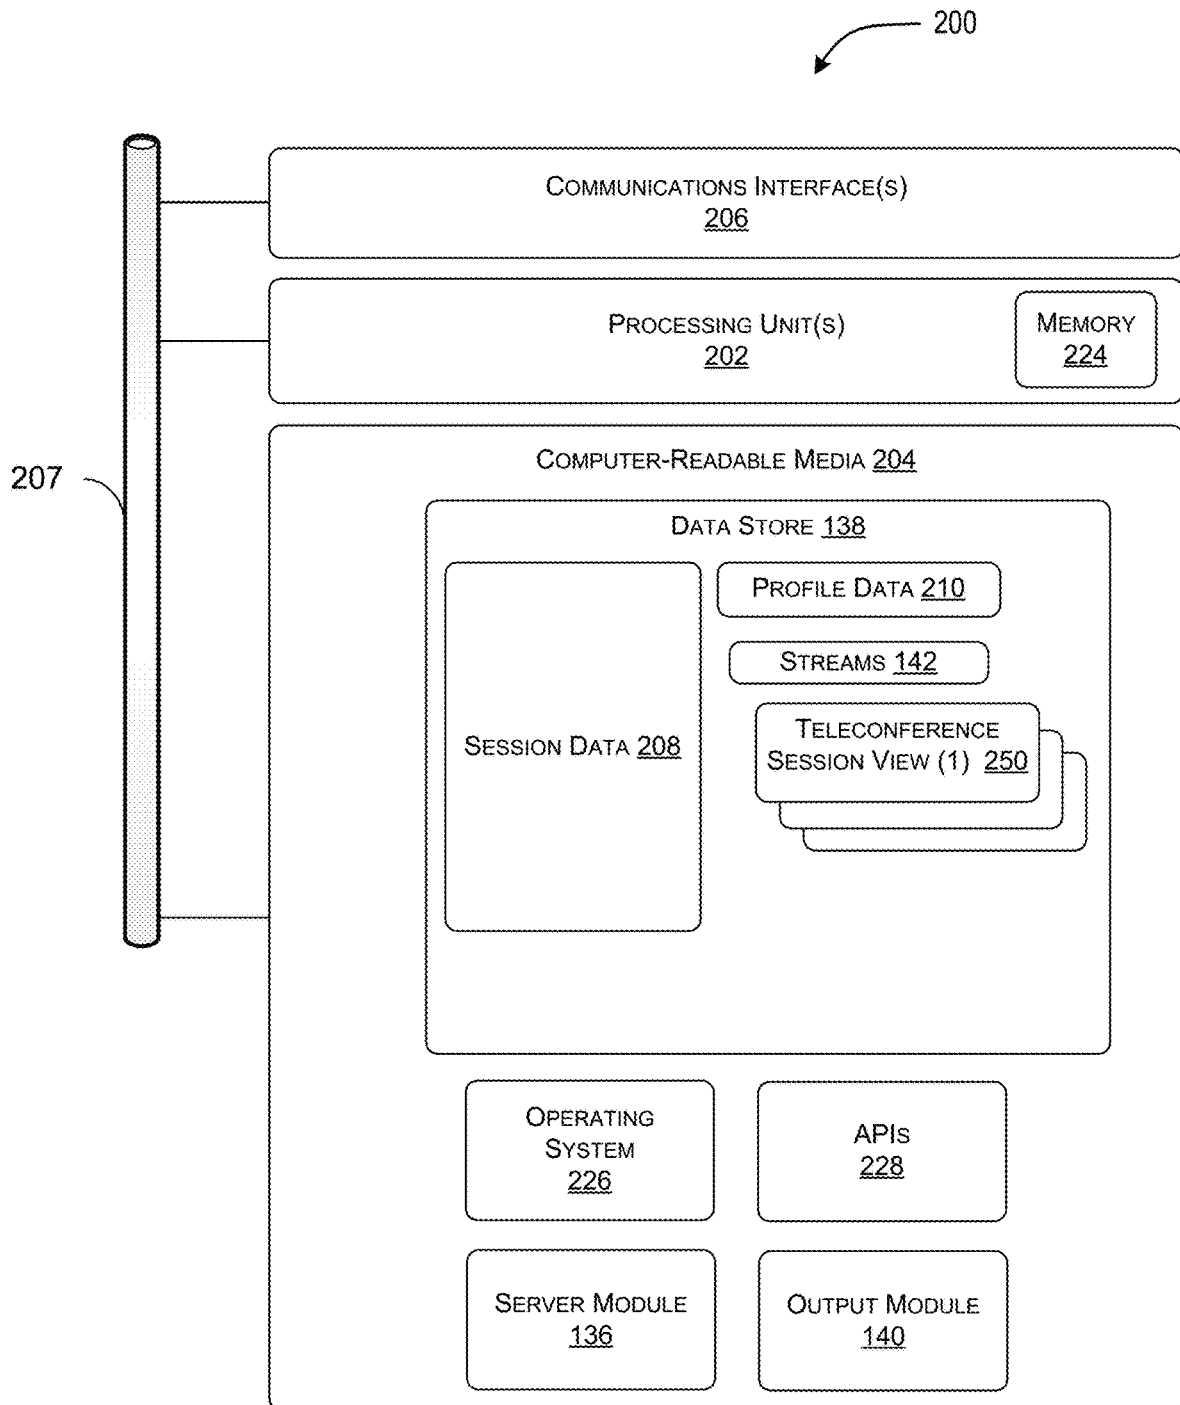 200
COMMUNICATIONS INTERFACE(S)
206
PROCESSING UNIT(S)
202
MEMORY
224
COMPUTER-READABLE MEDIA 204
207
DATA STORE 138
SESSION DATA 208
PROFILE DATA 210
STREAMS 142
TELECONFERENCE
SESSION VIEW (1) 250
OPERATING
SYSTEM
226
APIS
228
SERVER MODULE
136
OUTPUT MODULE
140